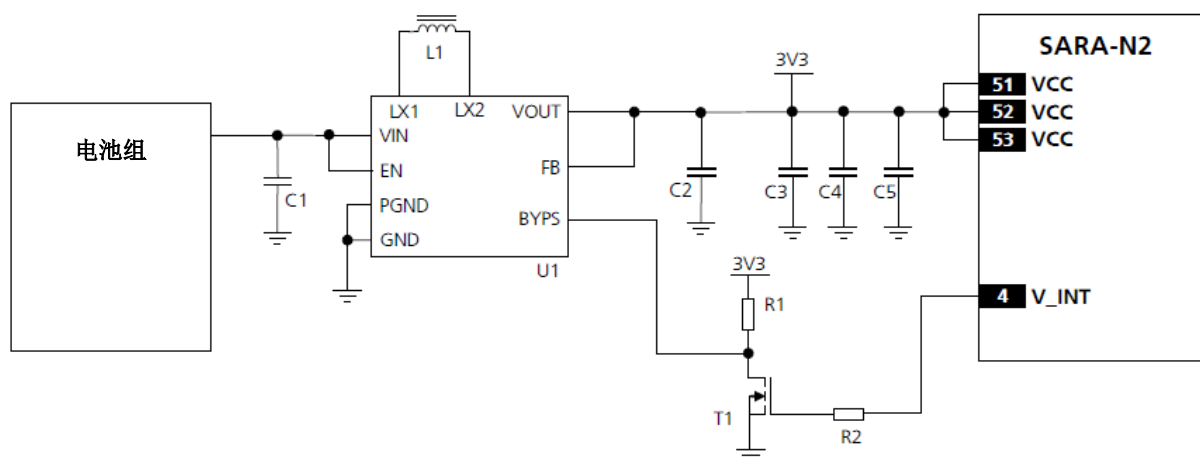 L1
SARA-N2
3V3
51 VCC
52 VCC
53 VCC
电池组
LX1
LX2
VIN
VOUT
EN
FB
PGND
BYPS
GND
U1
C1
C2
C3
C4
C5
3V3
R1
4 V_INT
T1
R2